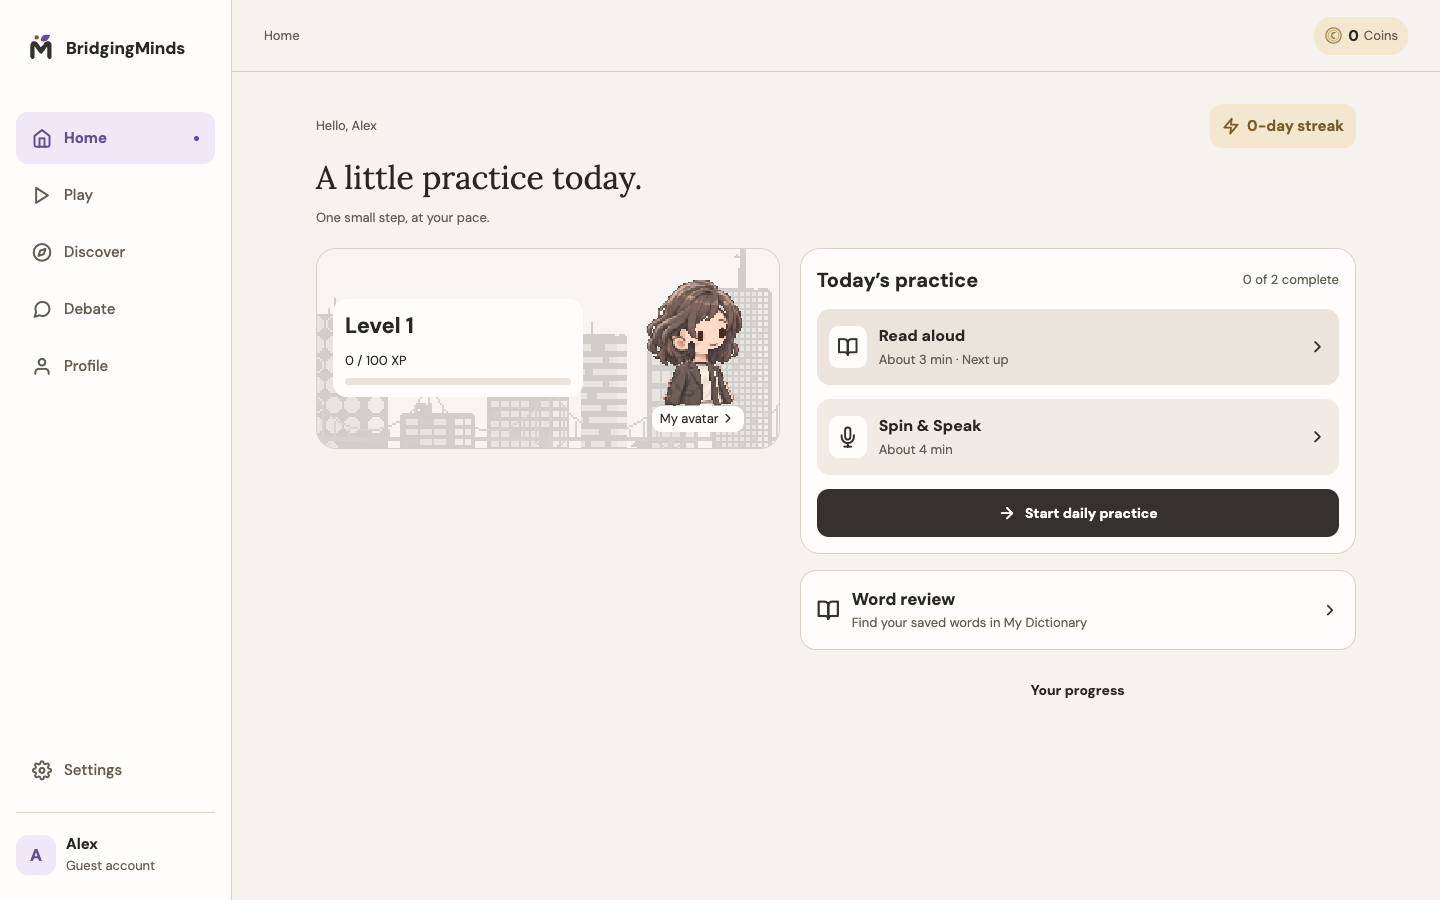 BridgingMinds
Home
Play
Discover
Debate
Profile
Settings
A
Alex
Guest account
Home
C
0 Coins
Hello, Alex
0-day streak
A little practice today.
One small step, at your pace.
Level 1
0 / 100 XP
My avatar
Today’s practice
0 of 2 complete
Read aloud
About 3 min · Next up
Spin & Speak
About 4 min
Start daily practice
Word review
Find your saved words in My Dictionary
Your progress